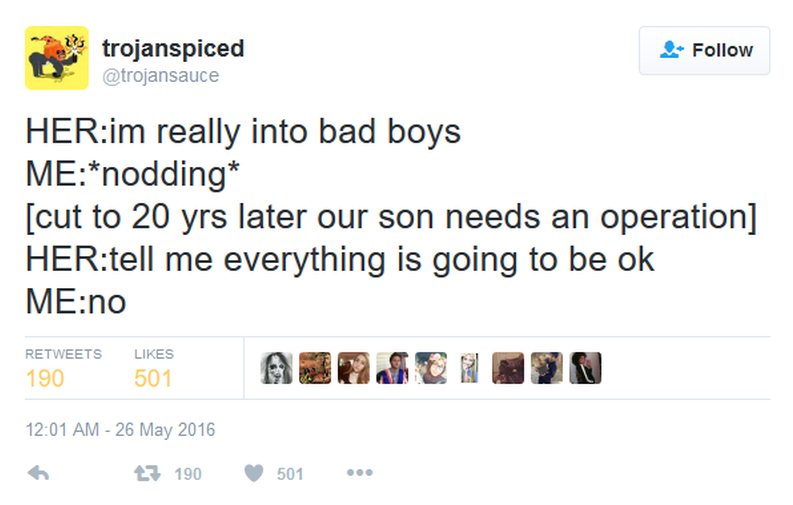 trojanspiced
@trojansauce
Follow
HER:im really into bad boys
ME:*nodding*
[cut to 20 yrs later our son needs an operation]
HER:tell me everything is going to be ok
ME:no
RETWEETS LIKES
190 501
12:01 AM - 26 May 2016
190 501